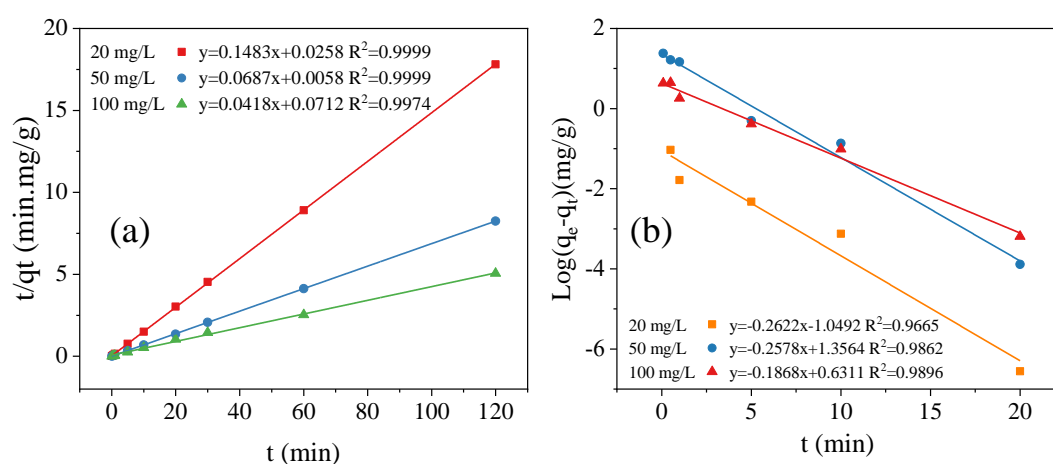 (a)
20 mg/L y=0.1483x+0.0258 R²=0.9999
50 mg/L y=0.0687x+0.0058 R²=0.9999
100 mg/L y=0.0418x+0.0712 R²=0.9974
20
15
10
5
0
t/qt (min.mg/g)
0 20 40 60 80 100 120
t (min)
(b)
2
0
-2
-4
-6
Log(qₑ-qₜ)(mg/g)
20 mg/L y=-0.2622x-1.0492 R²=0.9665
50 mg/L y=-0.2578+1.3564 R²=0.9862
100 mg/L y=-0.1868x+0.6311 R²=0.9896
0 5 10 15 20
t (min)